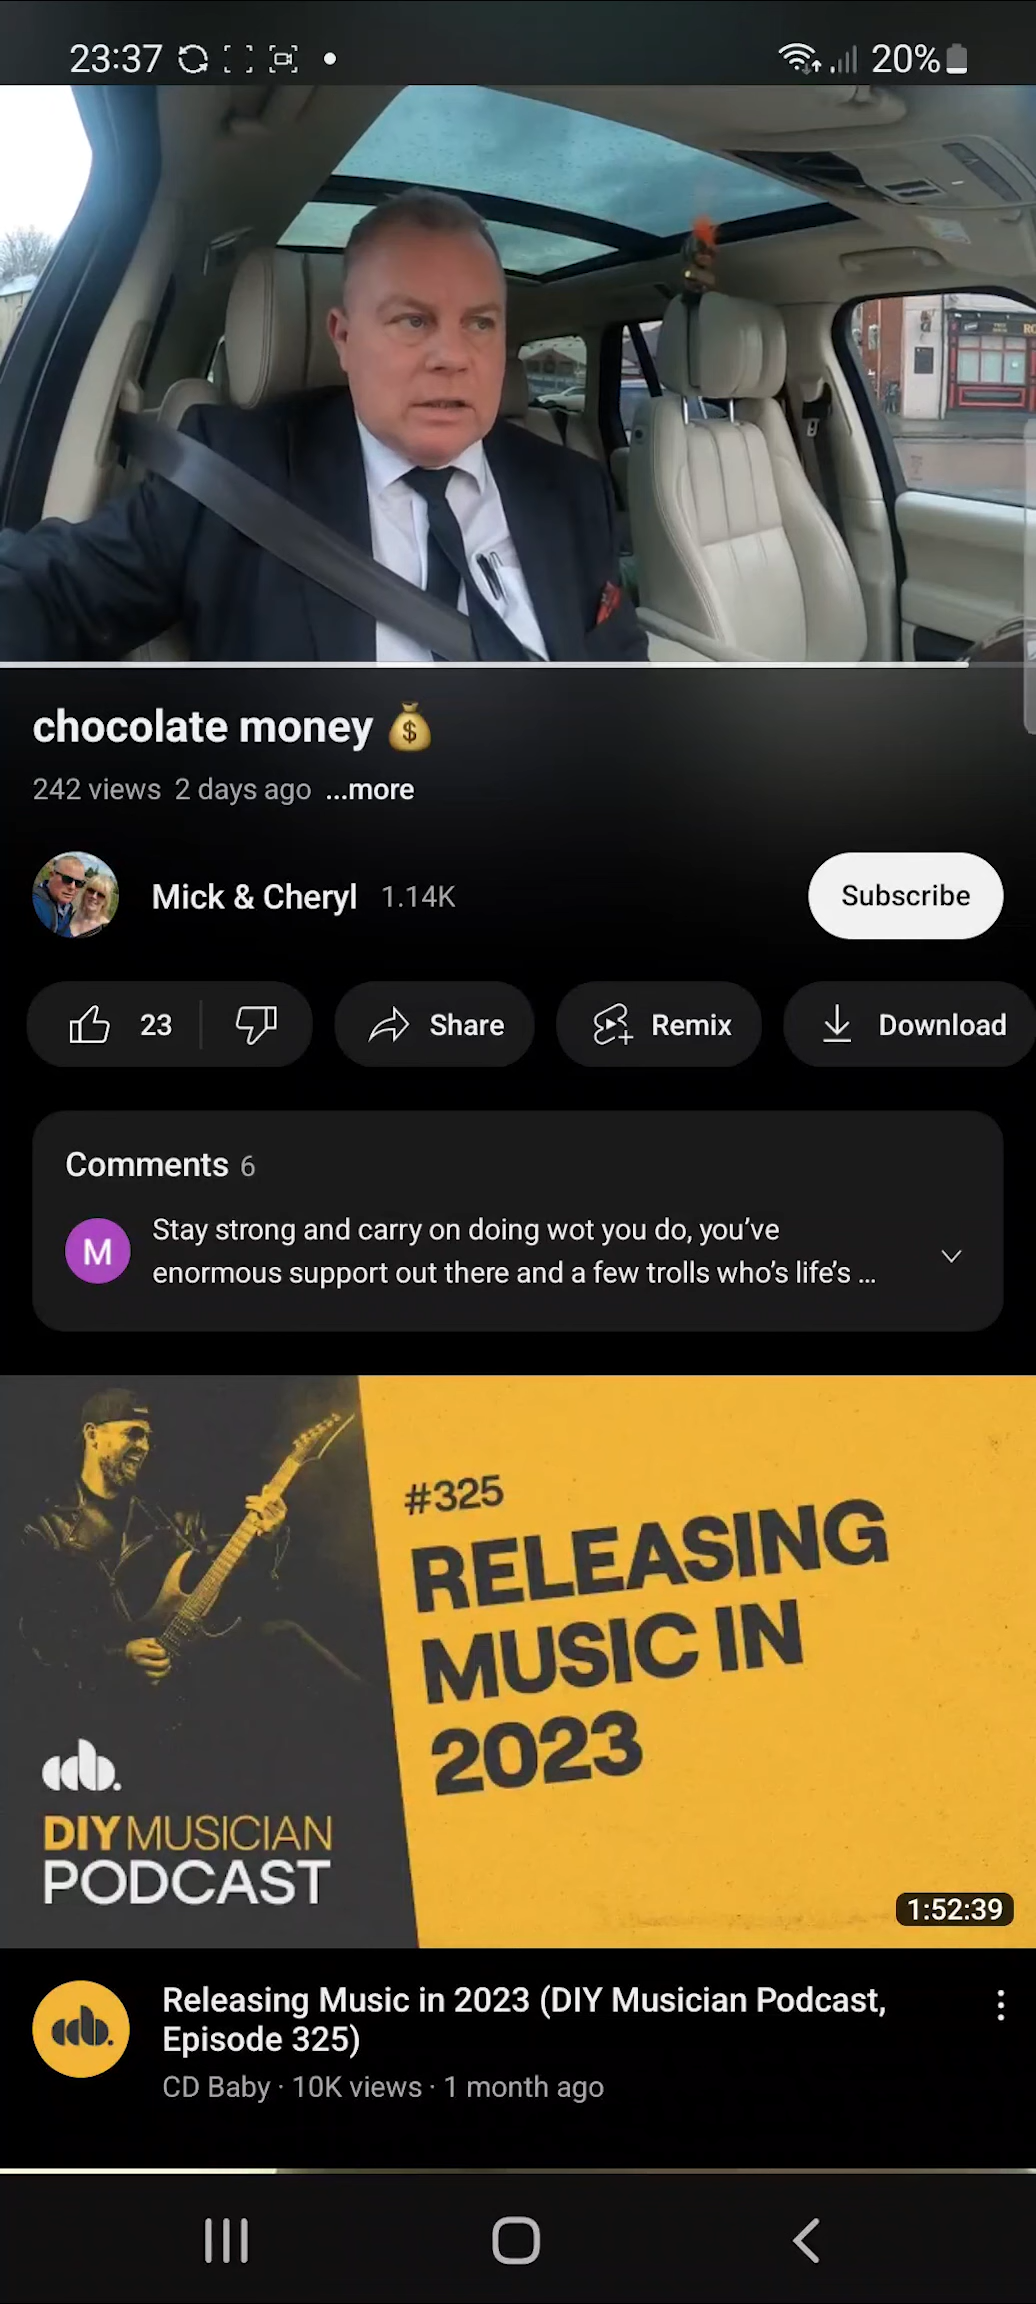 23:37
20%
chocolate money
242 views 2 days ago ...more
Mick & Cheryl 1.14K
Subscribe
23
Share
Remix
Download
Comments 6
M
Stay strong and carry on doing wot you do, you've
enormous support out there and a few trolls who's life's ...
#325
RELEASING
MUSIC IN
2023
cdb.
DIY MUSICIAN
PODCAST
1:52:39
cdb.
Releasing Music in 2023 (DIY Musician Podcast,
Episode 325)
CD Baby · 10K views · 1 month ago